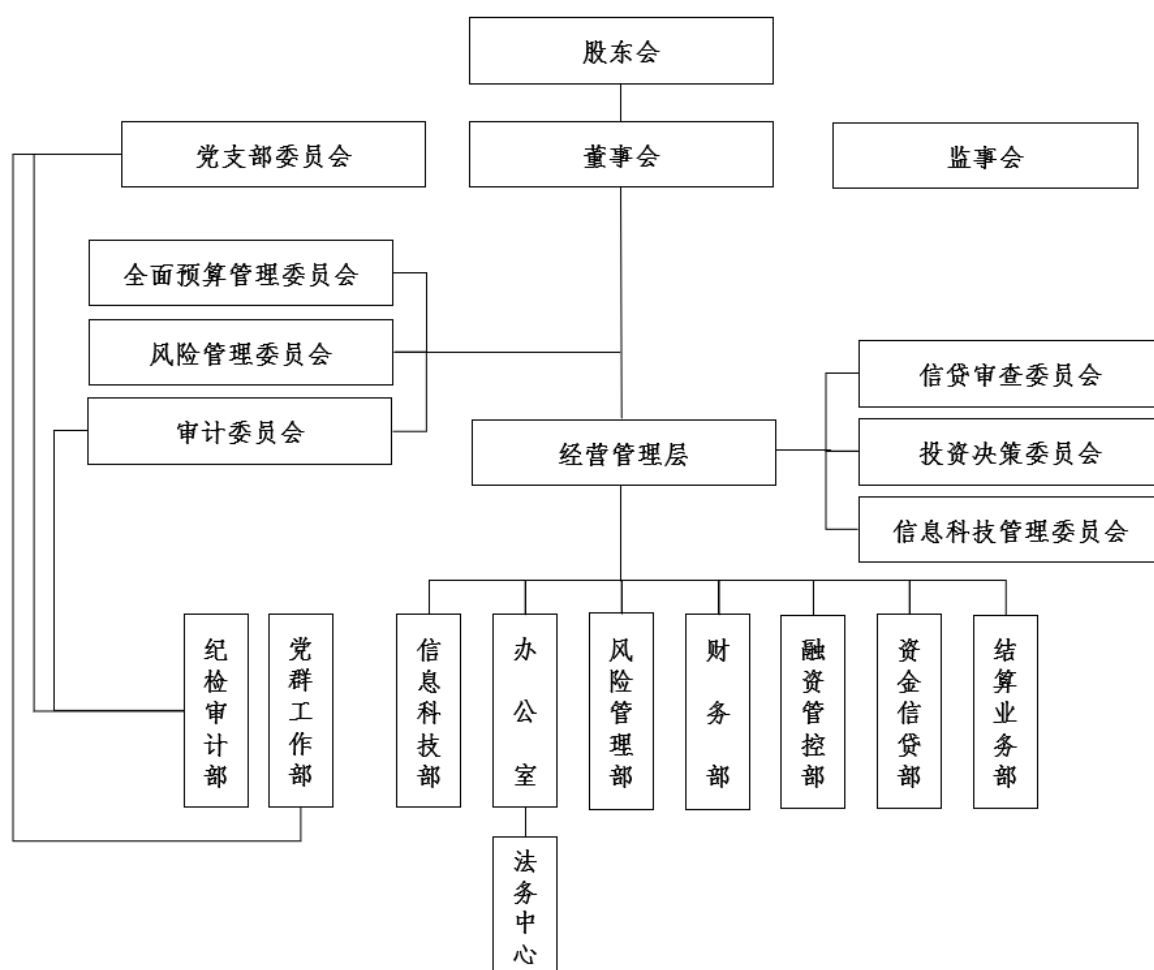 股东会
党支部委员会
董事会
监事会
全面预算管理委员会
风险管理委员会
审计委员会
信贷审查委员会
经营管理层
投资决策委员会
信息科技管理委员会
纪检审计部
党群工作部
信息科技部
办公室
风险管理部
财务部
融资管控部
资金信贷部
结算业务部
法务中心